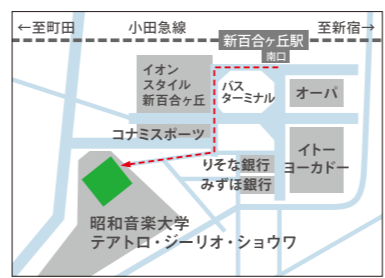 ←至町田
小田急線
至新宿→
新百合ヶ丘駅
南口
イオン
スタイル
新百合ヶ丘
バス
ターミナル
オーパ
コナミスポーツ
りそな銀行
みずほ銀行
イトー
ヨーカドー
昭和音楽大学
テアトロ・ジーリオ・ショウワ